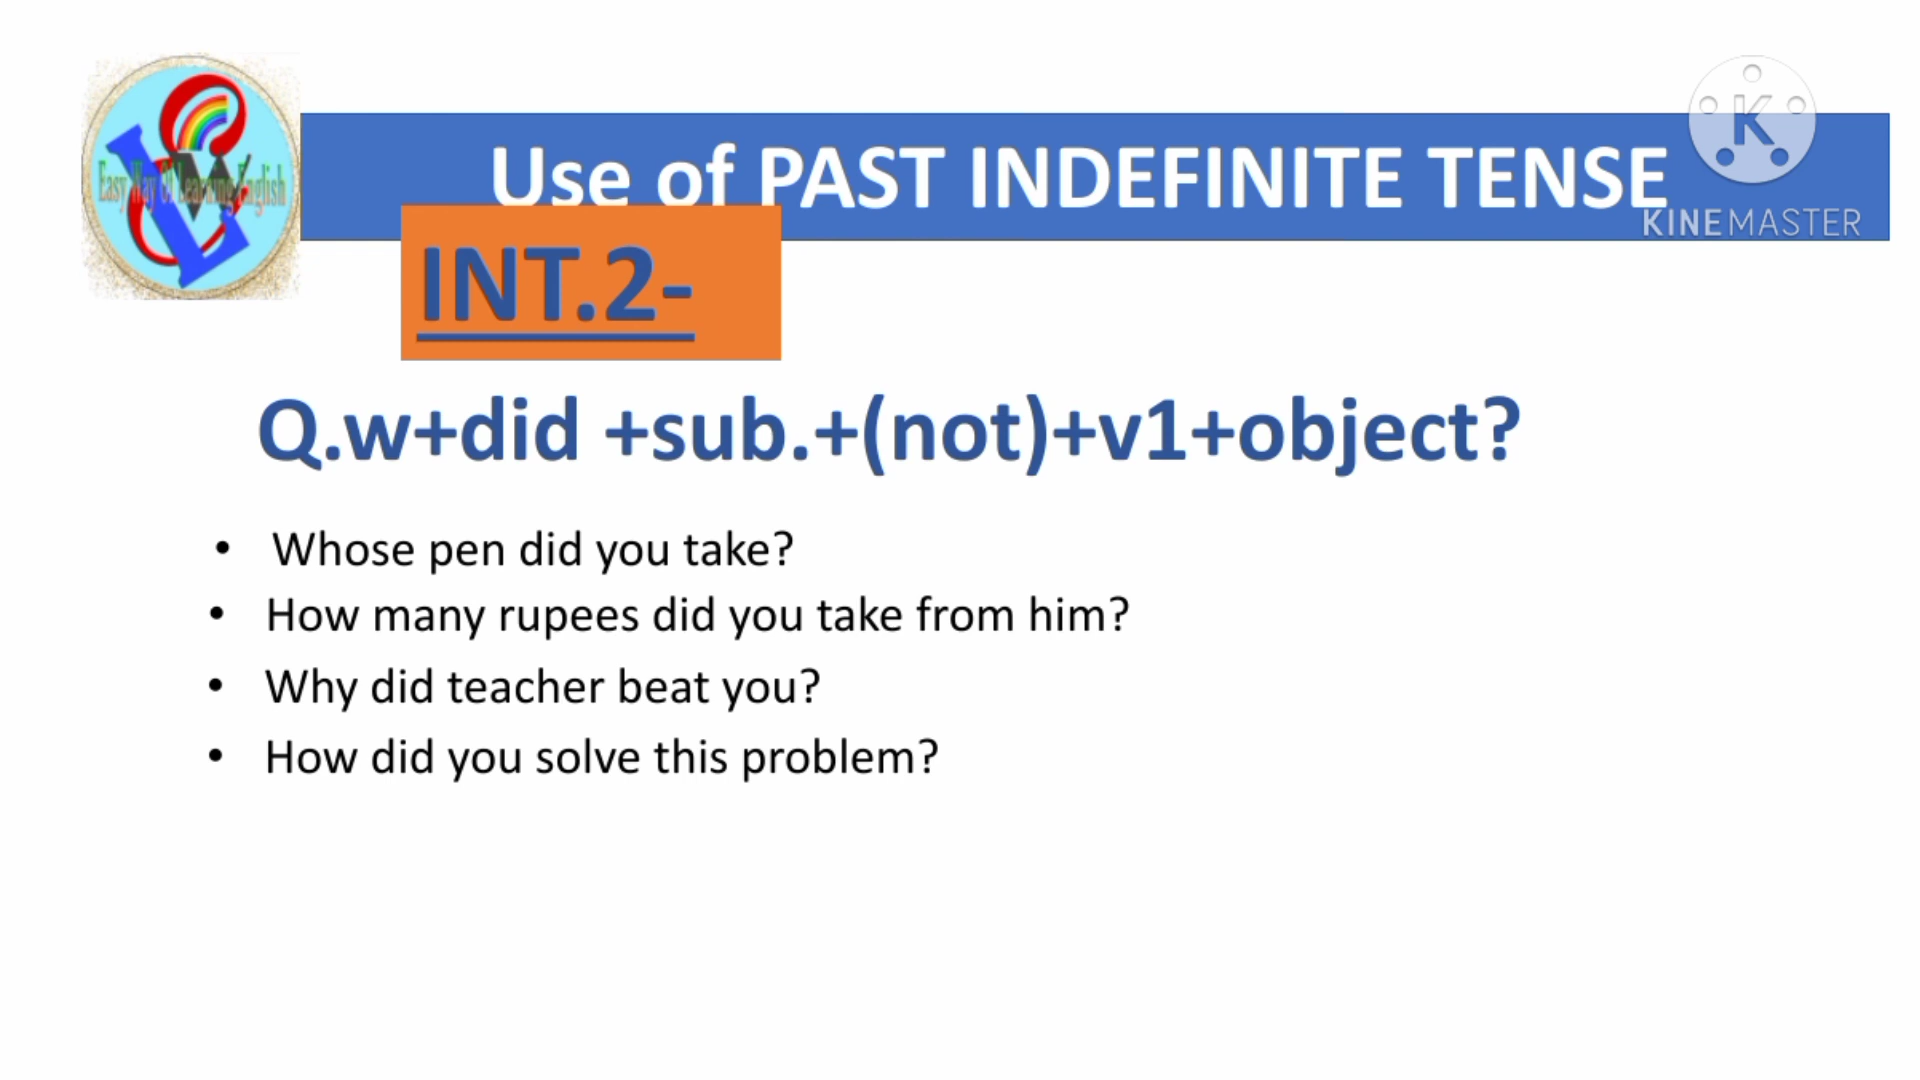 Easy Way Of Learning English
Use of PAST INDEFINITE TENSE
K
KINEMASTER
INT.2-
Q.w+did +sub.+(not)+v1+object?
• Whose pen did you take?
• How many rupees did you take from him?
• Why did teacher beat you?
• How did you solve this problem?